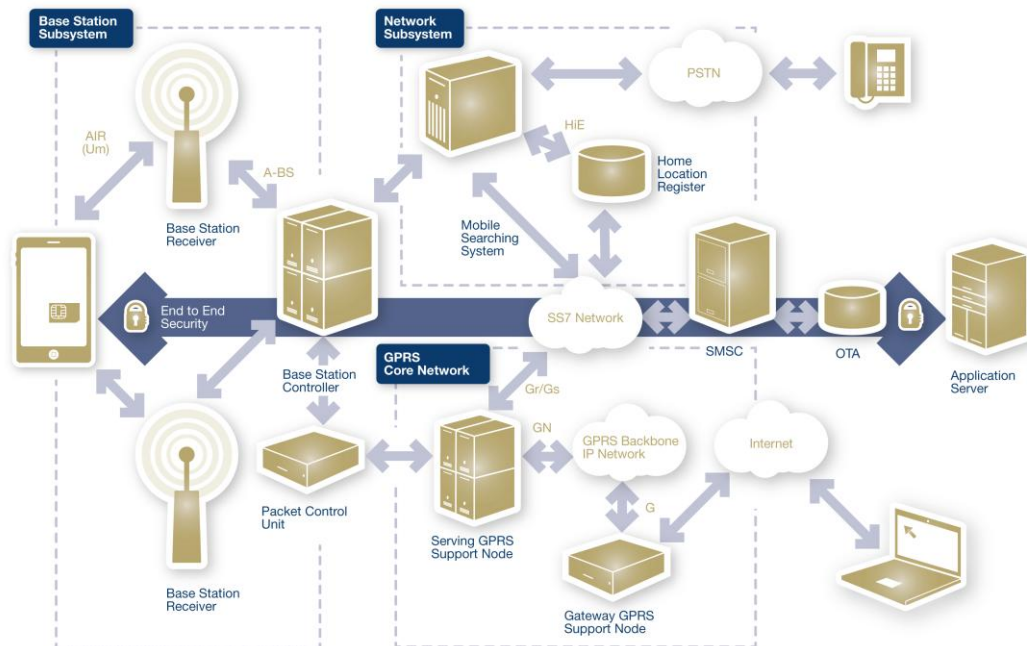 Base Station
Subsystem
Network
Subsystem
PSTN
AIR
(Um)
HiE
A-BS
Home
Location
Register
Base Station
Receiver
Mobile
Searching
System
End to End
Security
SS7 Network
SMSC
OTA
Application
Server
Base Station
Controller
GPRS
Core Network
Gr/Gs
GN
GPRS Backbone
IP Network
Internet
Packet Control
Unit
Serving GPRS
Support Node
G
Base Station
Receiver
Gateway GPRS
Support Node